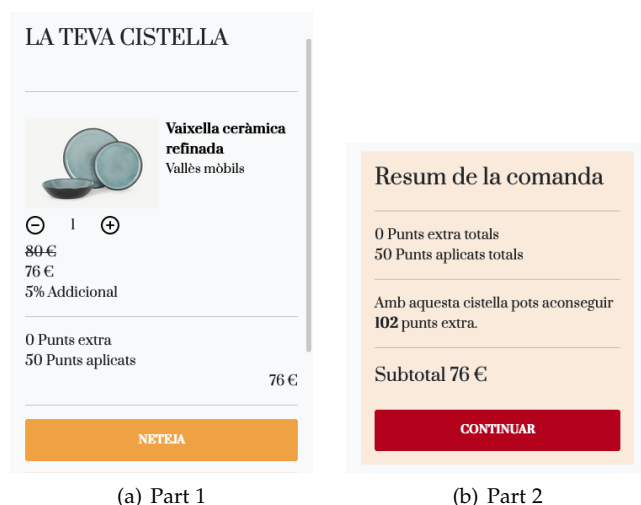 LA TEVA CISTELLA
Vaixella ceràmica
refinada
Vallès mòbils
1
80 €
76 €
5% Addicional
0 Punts extra
50 Punts aplicats
76 €
NETEJA
(a) Part 1
Resum de la comanda
0 Punts extra totals
50 Punts aplicats totals
Amb aquesta cistella pots aconseguir
102 punts extra.
Subtotal 76 €
CONTINUAR
(b) Part 2